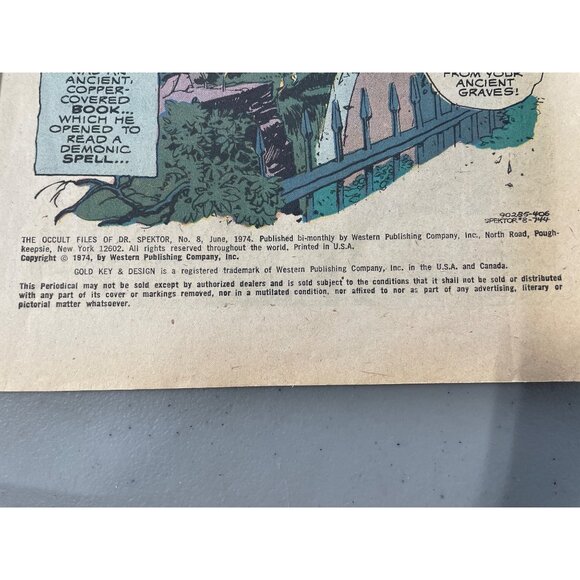 ANCIENT,
COPPER-
COVERED
BOOK...
WHICH HE
OPENED TO
READ A
DEMONIC
SPELL...
FROM YOUR
ANCIENT
GRAVES!
90285-406
SPEKTOR #8-744
THE OCCULT FILES OF DR. SPEKTOR, No. 8, June, 1974. Published bi-monthly by Western Publishing Company, Inc., North Road, Pough-
keepsie, New York 12602. All rights reserved throughout the world. Printed in U.S.A.
Copyright © 1974, by Western Publishing Company, Inc.
GOLD KEY & DESIGN is a registered trademark of Western Publishing Company, Inc. in the U.S.A. and Canada.
This Periodical may not be sold except by authorized dealers and is sold subject to the conditions that it shall not be sold or distributed
with any part of its cover or markings removed, nor in a mutilated condition, nor affixed to nor as part of any advertising, literary or
pictorial matter whatsoever.